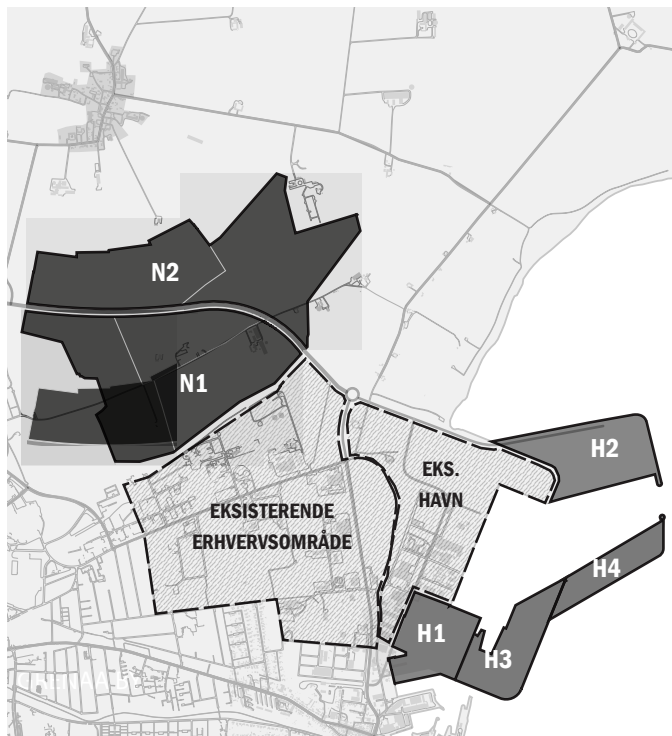 N2
N1
H2
EKS.
HAVN
EKSISTERENDE
ERHVERVSOMRÅDE
H4
H1
H3